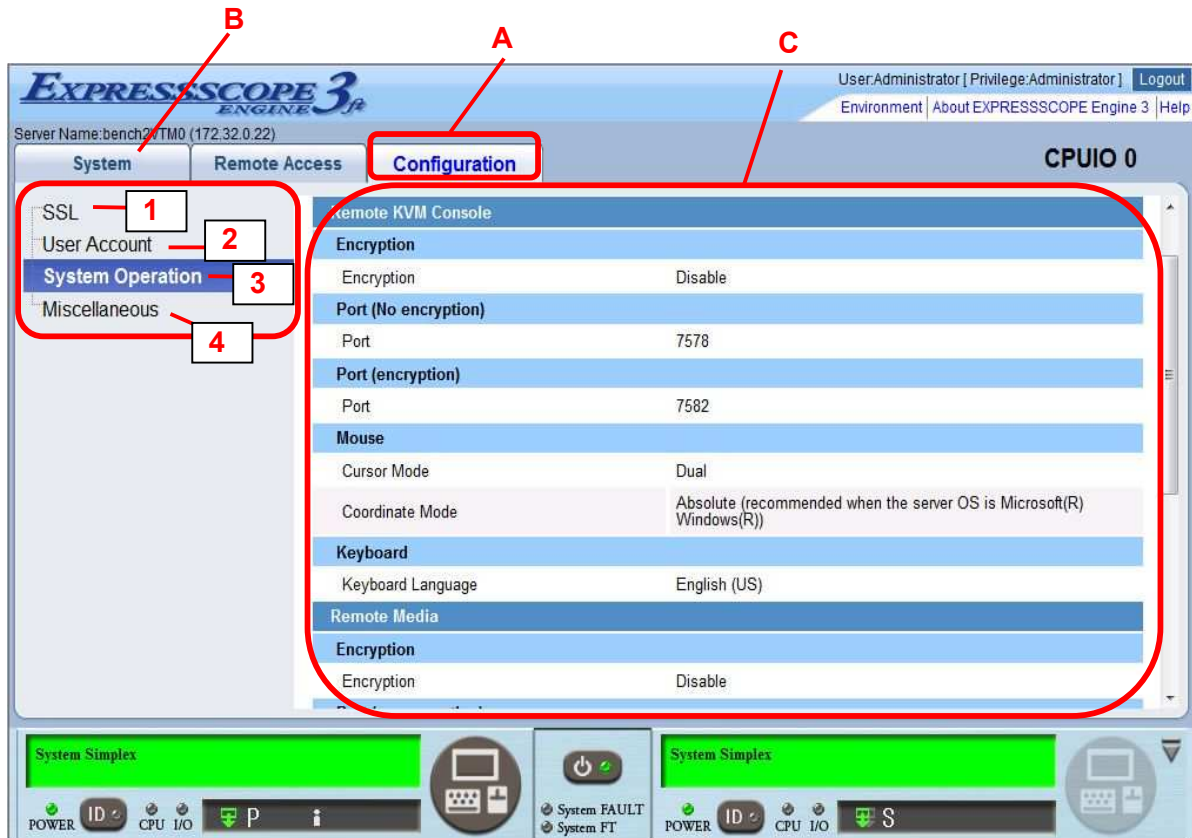 B
A
C
EXPRESSSCOPE
ENGINE 3 ft
User:Administrator [ Privilege:Administrator ] Logout
Environment About EXPRESSSCOPE Engine 3 Help
Server Name:bench2VTM0 (172.32.0.22)
System Remote Access Configuration
CPUIO 0
SSL
1
User Account
2
System Operation
3
Miscellaneous
4
Remote KVM Console
Encryption
Encryption Disable
Port (No encryption)
Port 7578
Port (encryption)
Port 7582
Mouse
Cursor Mode Dual
Coordinate Mode Absolute (recommended when the server OS is Microsoft(R)
Windows(R))
Keyboard
Keyboard Language English (US)
Remote Media
Encryption
Encryption Disable
System Simplex
POWER ID CPU I/O P i
System FAULT
System FT
System Simplex
POWER ID CPU I/O S